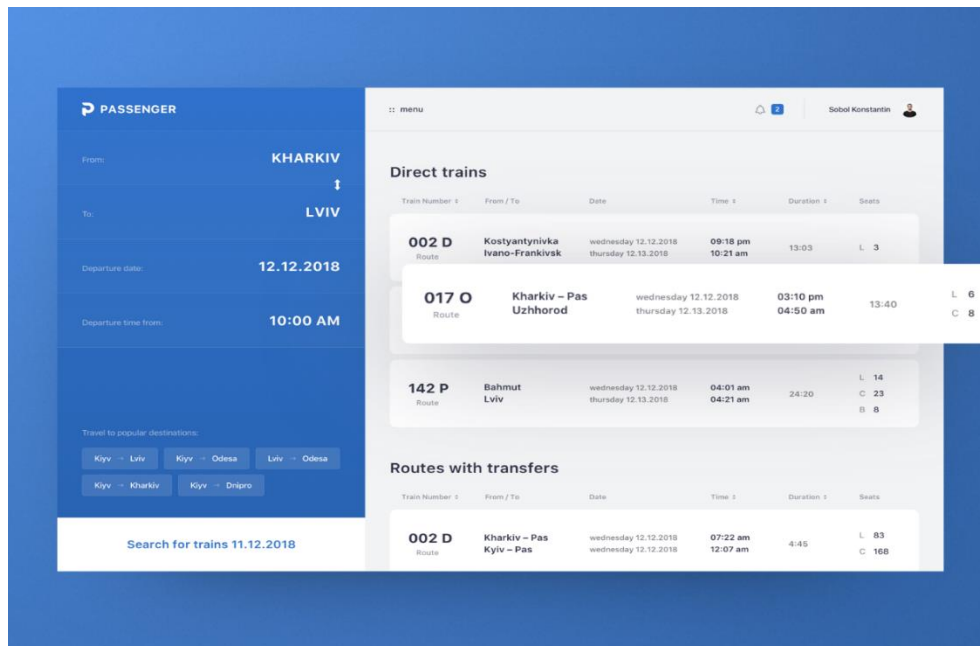 PASSENGER
From:
KHARKIV
To:
LVIV
Departure date:
12.12.2018
Departure time from:
10:00 AM
Travel to popular destinations:
Kiyv → Lviv
Kiyv → Odesa
Lviv → Odesa
Kiyv → Kharkiv
Kiyv → Dnipro
Search for trains 11.12.2018
:: menu
2
Sobol Konstantin
Direct trains
Train Number
From / To
Date
Time
Duration
Seats
002 D
Route
Kostyantynivka
Ivano-Frankivsk
wednesday 12.12.2018
thursday 12.13.2018
09:18 pm
10:21 am
13:03
L 3
017 O
Route
Kharkiv – Pas
Uzhhorod
wednesday 12.12.2018
thursday 12.13.2018
03:10 pm
04:50 am
13:40
L 6
C 8
142 P
Route
Bahmut
Lviv
wednesday 12.12.2018
thursday 12.13.2018
04:01 am
04:21 am
24:20
L 14
C 23
B 8
Routes with transfers
Train Number
From / To
Date
Time
Duration
Seats
002 D
Route
Kharkiv – Pas
Kyiv – Pas
wednesday 12.12.2018
wednesday 12.12.2018
07:22 am
12:07 am
4:45
L 83
C 168